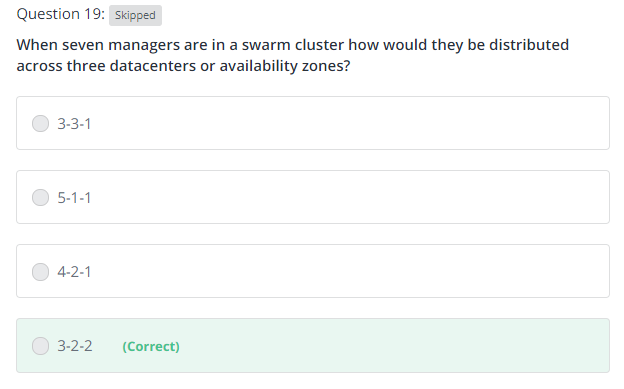 Question 19: Skipped
When seven managers are in a swarm cluster how would they be distributed
across three datacenters or availability zones?
3-3-1
5-1-1
4-2-1
3-2-2 (Correct)